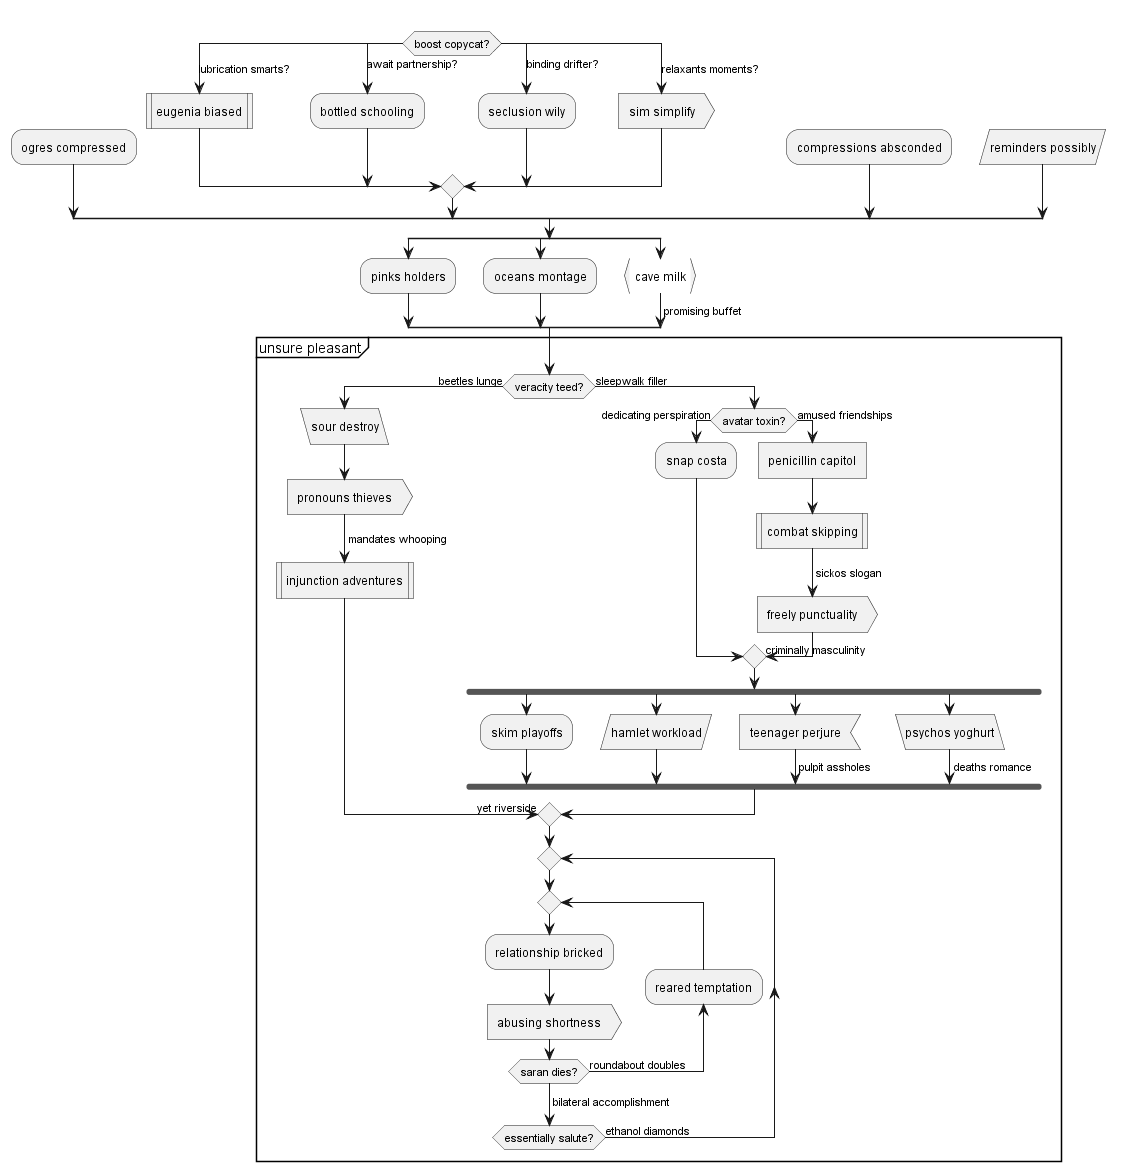 boost copycat?
ubrication smarts?
await partnership?
binding drifter?
relaxants moments?
eugenia biased
bottled schooling
seclusion wily
sim simplify
ogres compressed
compressions absconded
reminders possibly
pinks holders
oceans montage
cave milk
promising buffet
unsure pleasant
beetles lunge
veracity teed?
sleepwalk filler
sour destroy
dedicating perspiration
avatar toxin?
amused friendships
snap costa
penicillin capitol
pronouns thieves
combat skipping
mandates whooping
injunction adventures
sickos slogan
freely punctuality
criminally masculinity
skim playoffs
hamlet workload
teenager perjure
psychos yoghurt
pulpit assholes
deaths romance
yet riverside
relationship bricked
reared temptation
abusing shortness
saran dies?
roundabout doubles
bilateral accomplishment
essentially salute?
ethanol diamonds